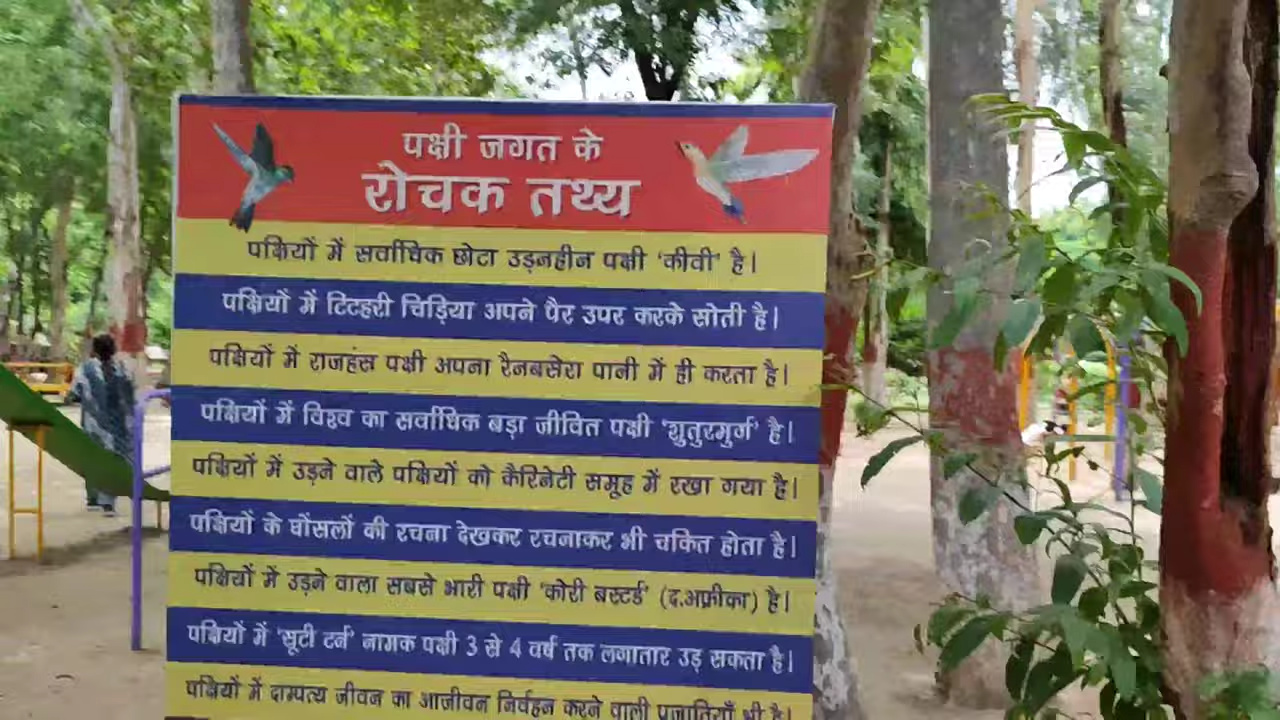 पक्षी जगत के
रोचक तथ्य
पक्षियों में सर्वाधिक छोटा उड़नहीन पक्षी 'कीवी' है।
पक्षियों में टिटहरी चिड़िया अपने पैर उपर करके सोती है।
पक्षियों में राजहंस पक्षी अपना रैनबसेरा पानी में ही करता है।
पक्षियों में विश्व का सर्वाधिक बड़ा जीवित पक्षी 'शुतुरमुर्ग' है।
पक्षियों में उड़ने वाले पक्षियों को कैरिनेटी समूह में रखा गया है।
पक्षियों के घोंसलों की रचना देखकर रचनाकर भी चकित होता है।
पक्षियों में उड़ने वाला सबसे भारी पक्षी 'कोरी बस्टर्ड' (द.अफ्रीका) है।
पक्षियों में 'सूटी टर्न' नामक पक्षी 3 से 4 वर्ष तक लगातार उड़ सकता है।
पक्षियों में दाम्पत्य जीवन का आजीवन निर्वहन करने वाली प्रजातियाँ भी है।